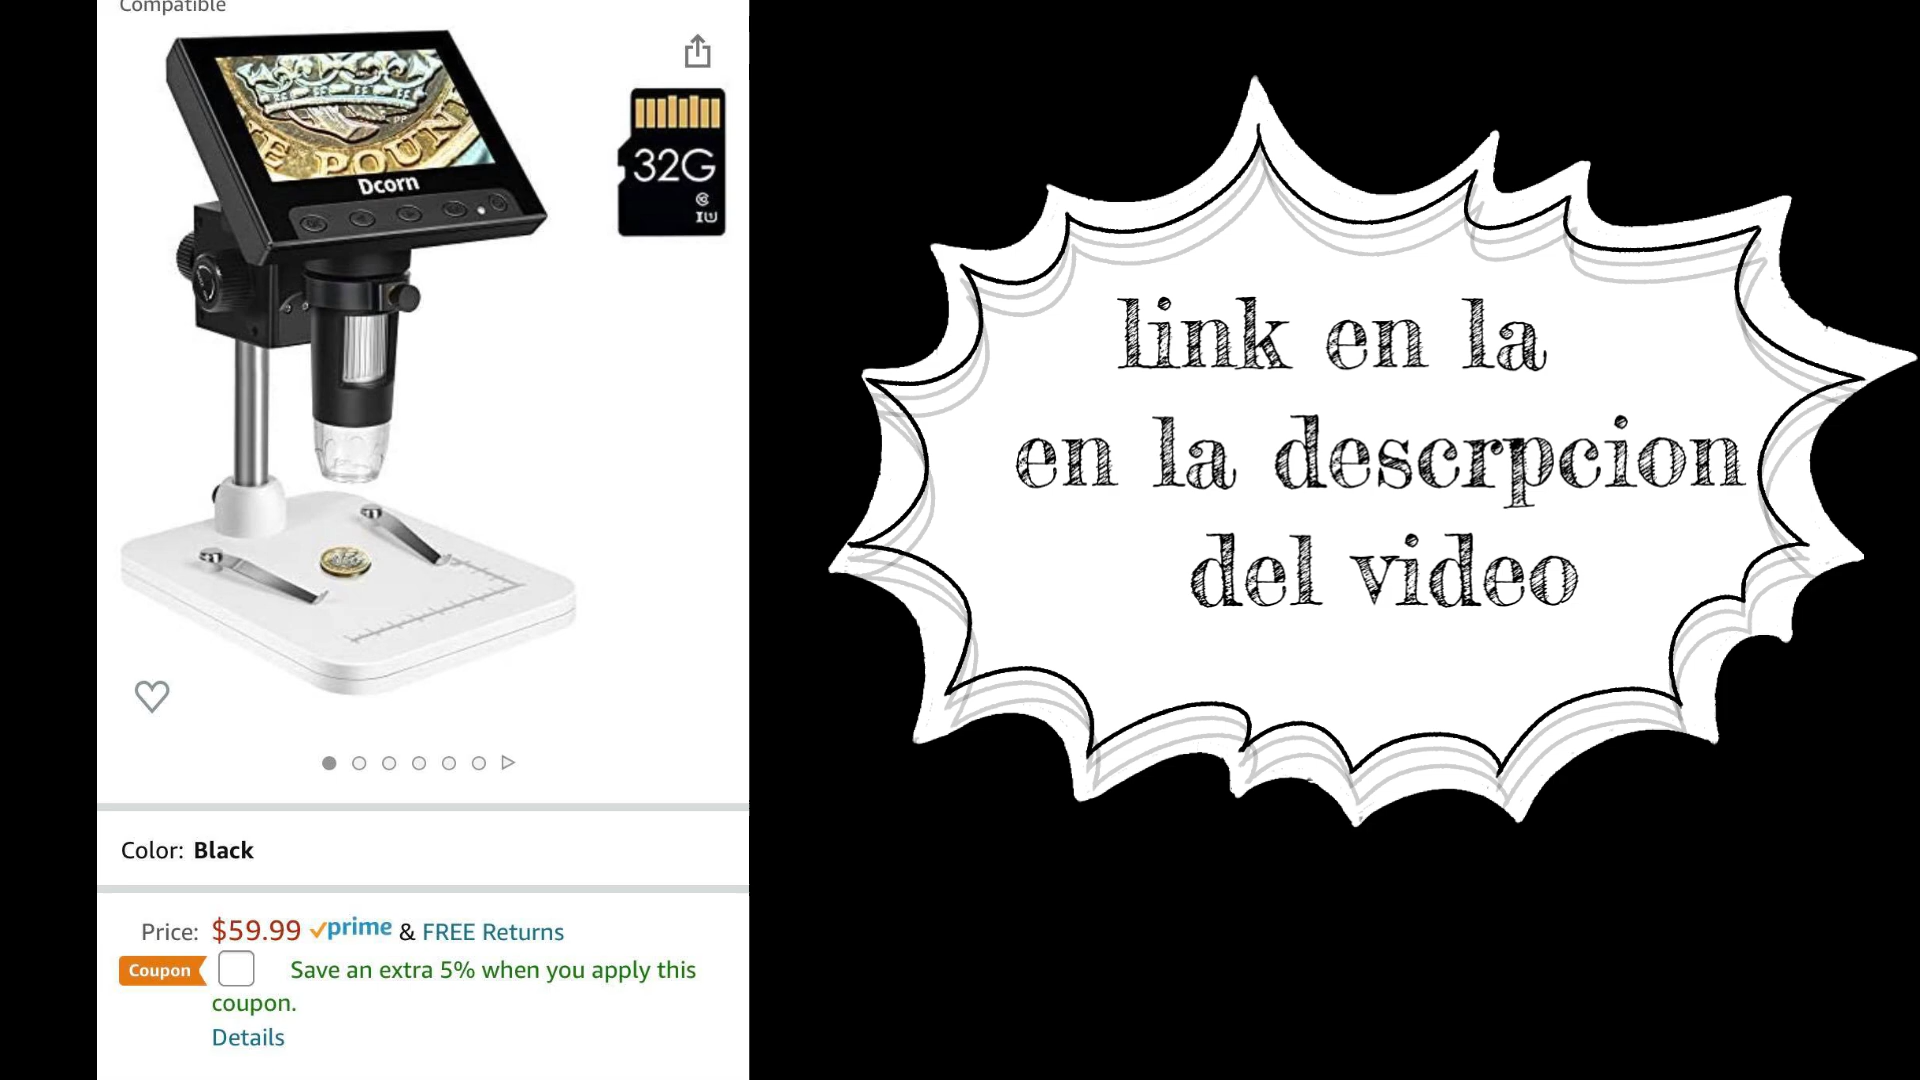 Compatible
E POUN
Dcorn
32G
Color: Black
Price: $59.99 prime & FREE Returns
Coupon Save an extra 5% when you apply this
coupon.
Details
link en la
en la descrpcion
del video